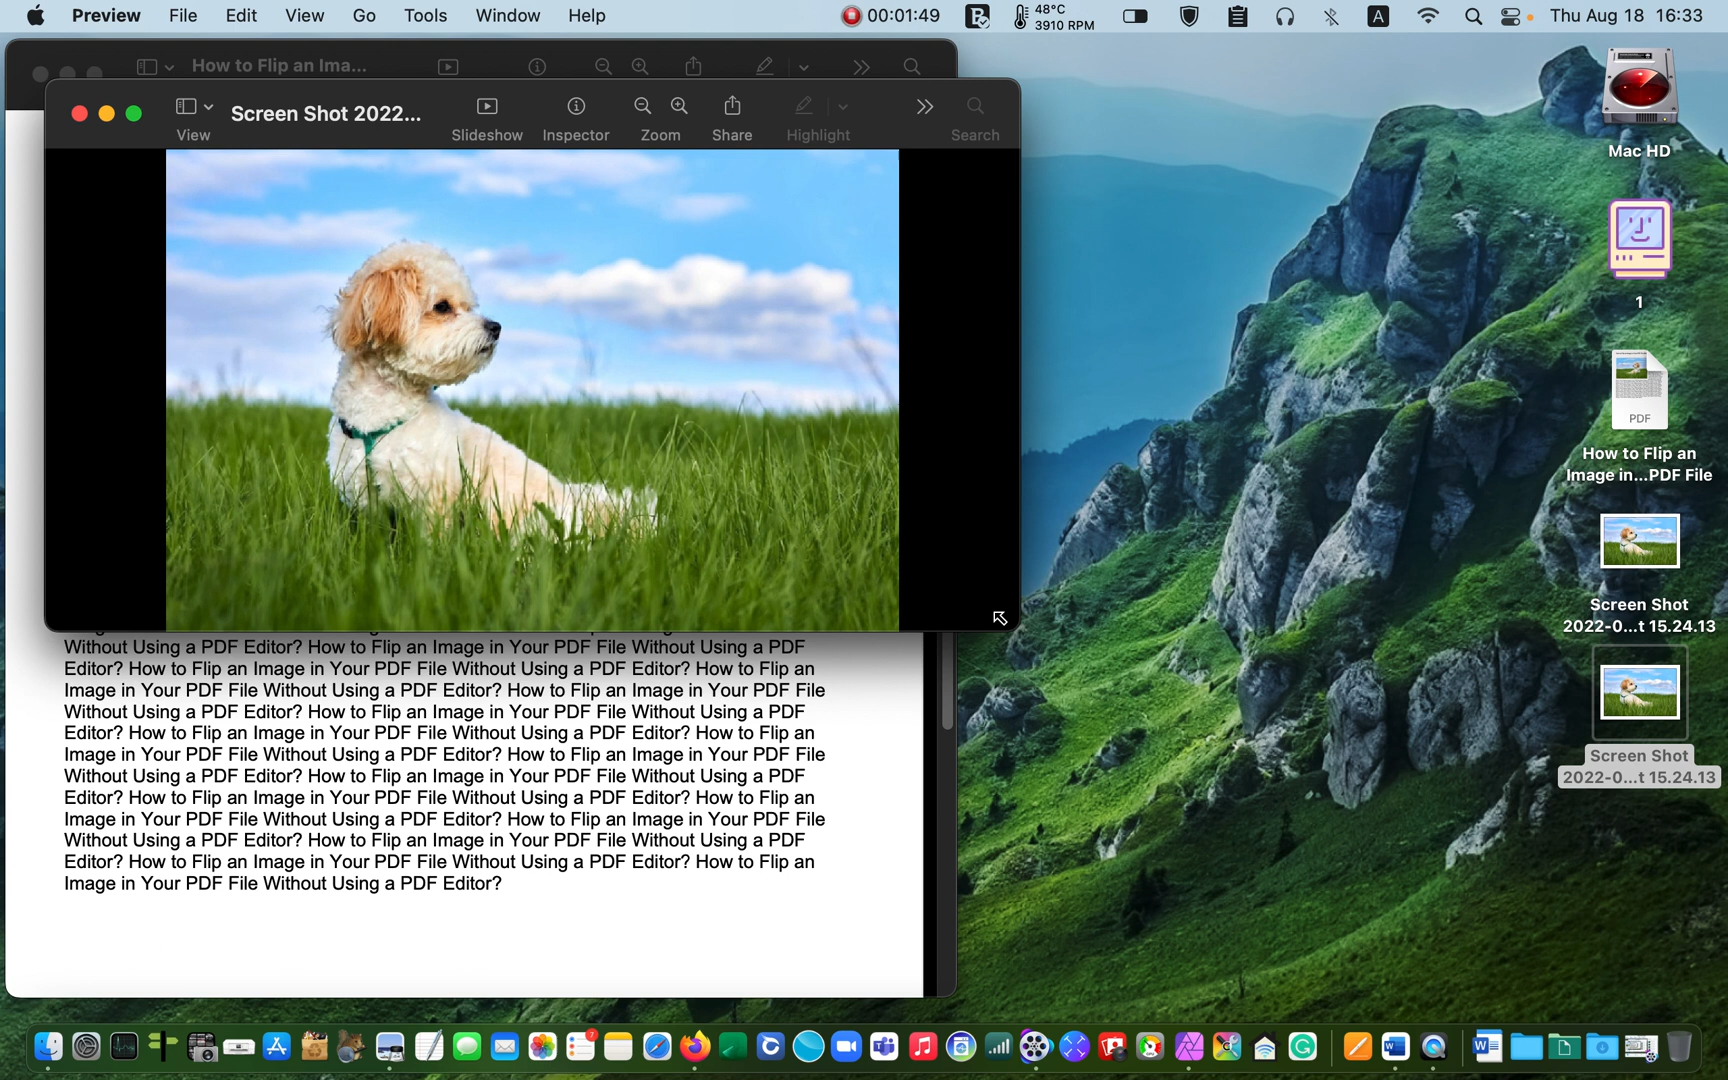 Preview File Edit View Go Tools Window Help 00:01:49 48°C 3910 RPM A Thu Aug 18 16:33
How to Flip an Ima...
Screen Shot 2022...
View Slideshow Inspector Zoom Share Highlight Search
Mac HD
1
PDF
How to Flip an
Image in...PDF File
Screen Shot
2022-0...t 15.24.13
Screen Shot
2022-0...t 15.24.13
Without Using a PDF Editor? How to Flip an Image in Your PDF File Without Using a PDF
Editor? How to Flip an Image in Your PDF File Without Using a PDF Editor? How to Flip an
Image in Your PDF File Without Using a PDF Editor? How to Flip an Image in Your PDF File
Without Using a PDF Editor? How to Flip an Image in Your PDF File Without Using a PDF
Editor? How to Flip an Image in Your PDF File Without Using a PDF Editor? How to Flip an
Image in Your PDF File Without Using a PDF Editor? How to Flip an Image in Your PDF File
Without Using a PDF Editor? How to Flip an Image in Your PDF File Without Using a PDF
Editor? How to Flip an Image in Your PDF File Without Using a PDF Editor? How to Flip an
Image in Your PDF File Without Using a PDF Editor? How to Flip an Image in Your PDF File
Without Using a PDF Editor? How to Flip an Image in Your PDF File Without Using a PDF
Editor? How to Flip an Image in Your PDF File Without Using a PDF Editor? How to Flip an
Image in Your PDF File Without Using a PDF Editor?
7